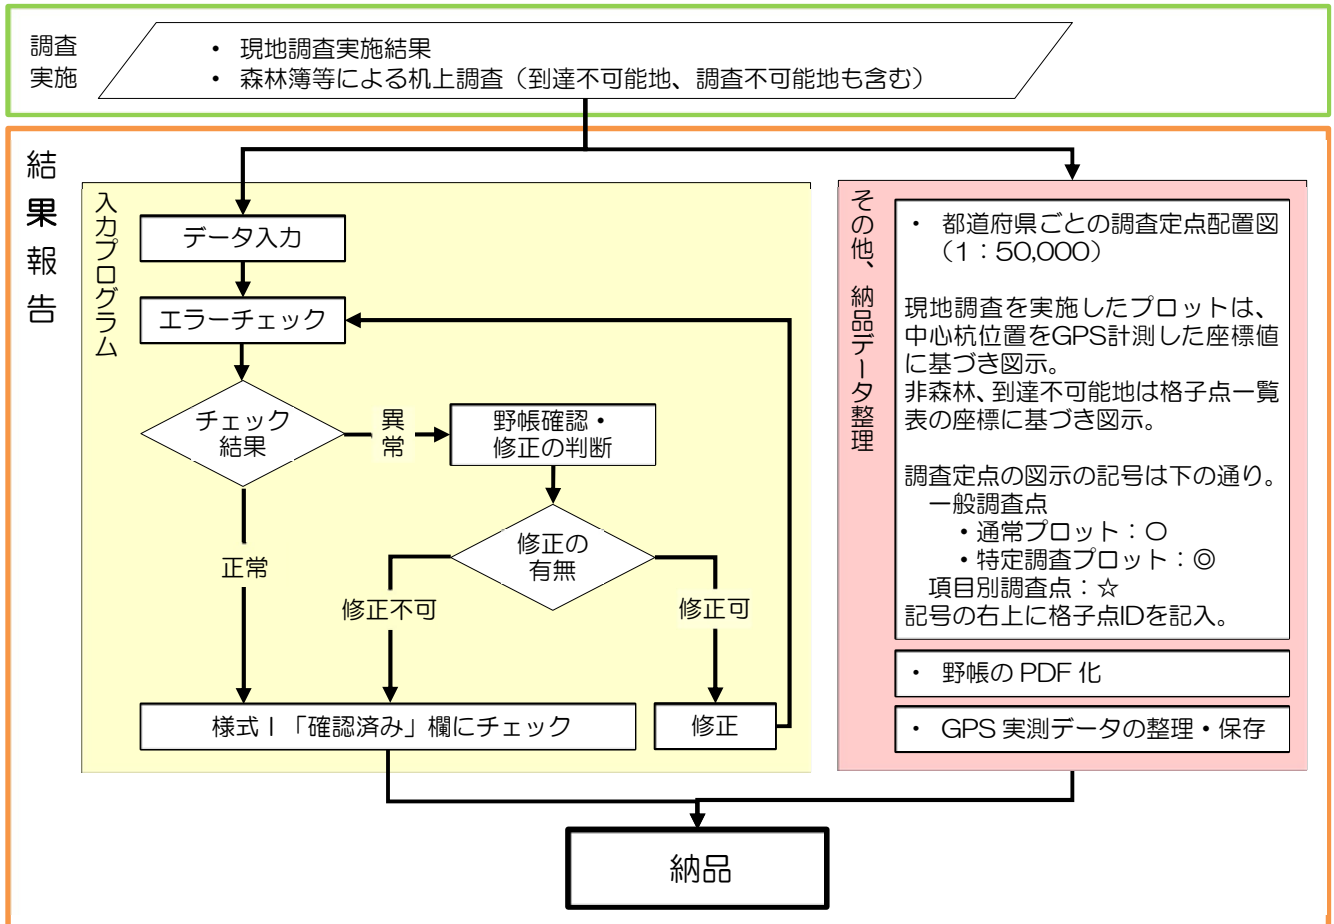 調査
実施
・ 現地調査実施結果
・ 森林簿等による机上調査（到達不可能地、調査不可能地も含む）
結果報告
入力プログラム
データ入力
エラーチェック
チェック
結果
異常
野帳確認・
修正の判断
修正の
有無
正常
修正不可
修正可
様式Ⅰ「確認済み」欄にチェック
修正
その他、納品データ整理
・ 都道府県ごとの調査定点配置図
（1：50,000）
現地調査を実施したプロットは、
中心杭位置をGPS計測した座標値
に基づき図示。
非森林、到達不可能地は格子点一覧
表の座標に基づき図示。
調査定点の図示の記号は下の通り。
一般調査点
・通常プロット：○
・特定調査プロット：◎
項目別調査点：☆
記号の右上に格子点IDを記入。
・ 野帳の PDF 化
・ GPS 実測データの整理・保存
納品